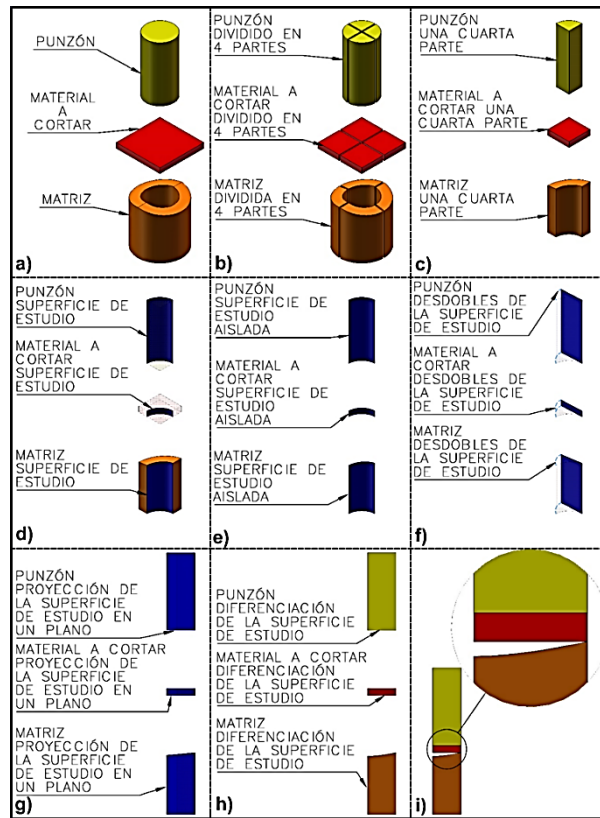 PUNZÓN
MATERIAL
A
CORTAR
MATRIZ
a)
PUNZÓN
DIVIDIDO EN
4 PARTES
MATERIAL A
CORTAR
DIVIDIDO EN
4 PARTES
MATRIZ
DIVIDIDA EN
4 PARTES
b)
PUNZÓN
UNA CUARTA
PARTE
MATERIAL A
CORTAR UNA
CUARTA PARTE
MATRIZ
UNA CUARTA
PARTE
c)
PUNZÓN
SUPERFICIE DE
ESTUDIO
MATERIAL A
CORTAR
SUPERFICIE DE
ESTUDIO
MATRIZ
SUPERFICIE DE
ESTUDIO
d)
PUNZÓN
SUPERFICIE DE
ESTUDIO
AISLADA
MATERIAL A
CORTAR
SUPERFICIE DE
ESTUDIO
AISLADA
MATRIZ
SUPERFICIE DE
ESTUDIO
AISLADA
e)
PUNZÓN
DESDOBLES DE
LA SUPERFICIE
DE ESTUDIO
MATERIAL A
CORTAR
DESDOBLES DE
LA SUPERFICIE
DE ESTUDIO
MATRIZ
DESDOBLES DE
LA SUPERFICIE
DE ESTUDIO
f)
PUNZÓN
PROYECCIÓN DE
LA SUPERFICIE
DE ESTUDIO EN
UN PLANO
MATERIAL A CORTAR
PROYECCIÓN DE
LA SUPERFICIE
DE ESTUDIO EN
UN PLANO
MATRIZ
PROYECCIÓN DE
LA SUPERFICIE
DE ESTUDIO EN
UN PLANO
g)
PUNZÓN
DIFERENCIACIÓN
DE LA SUPERFICIE
DE ESTUDIO
MATERIAL A CORTAR
DIFERENCIACIÓN
DE LA SUPERFICIE
DE ESTUDIO
MATRIZ
DIFERENCIACIÓN
DE LA SUPERFICIE
DE ESTUDIO
h)
i)